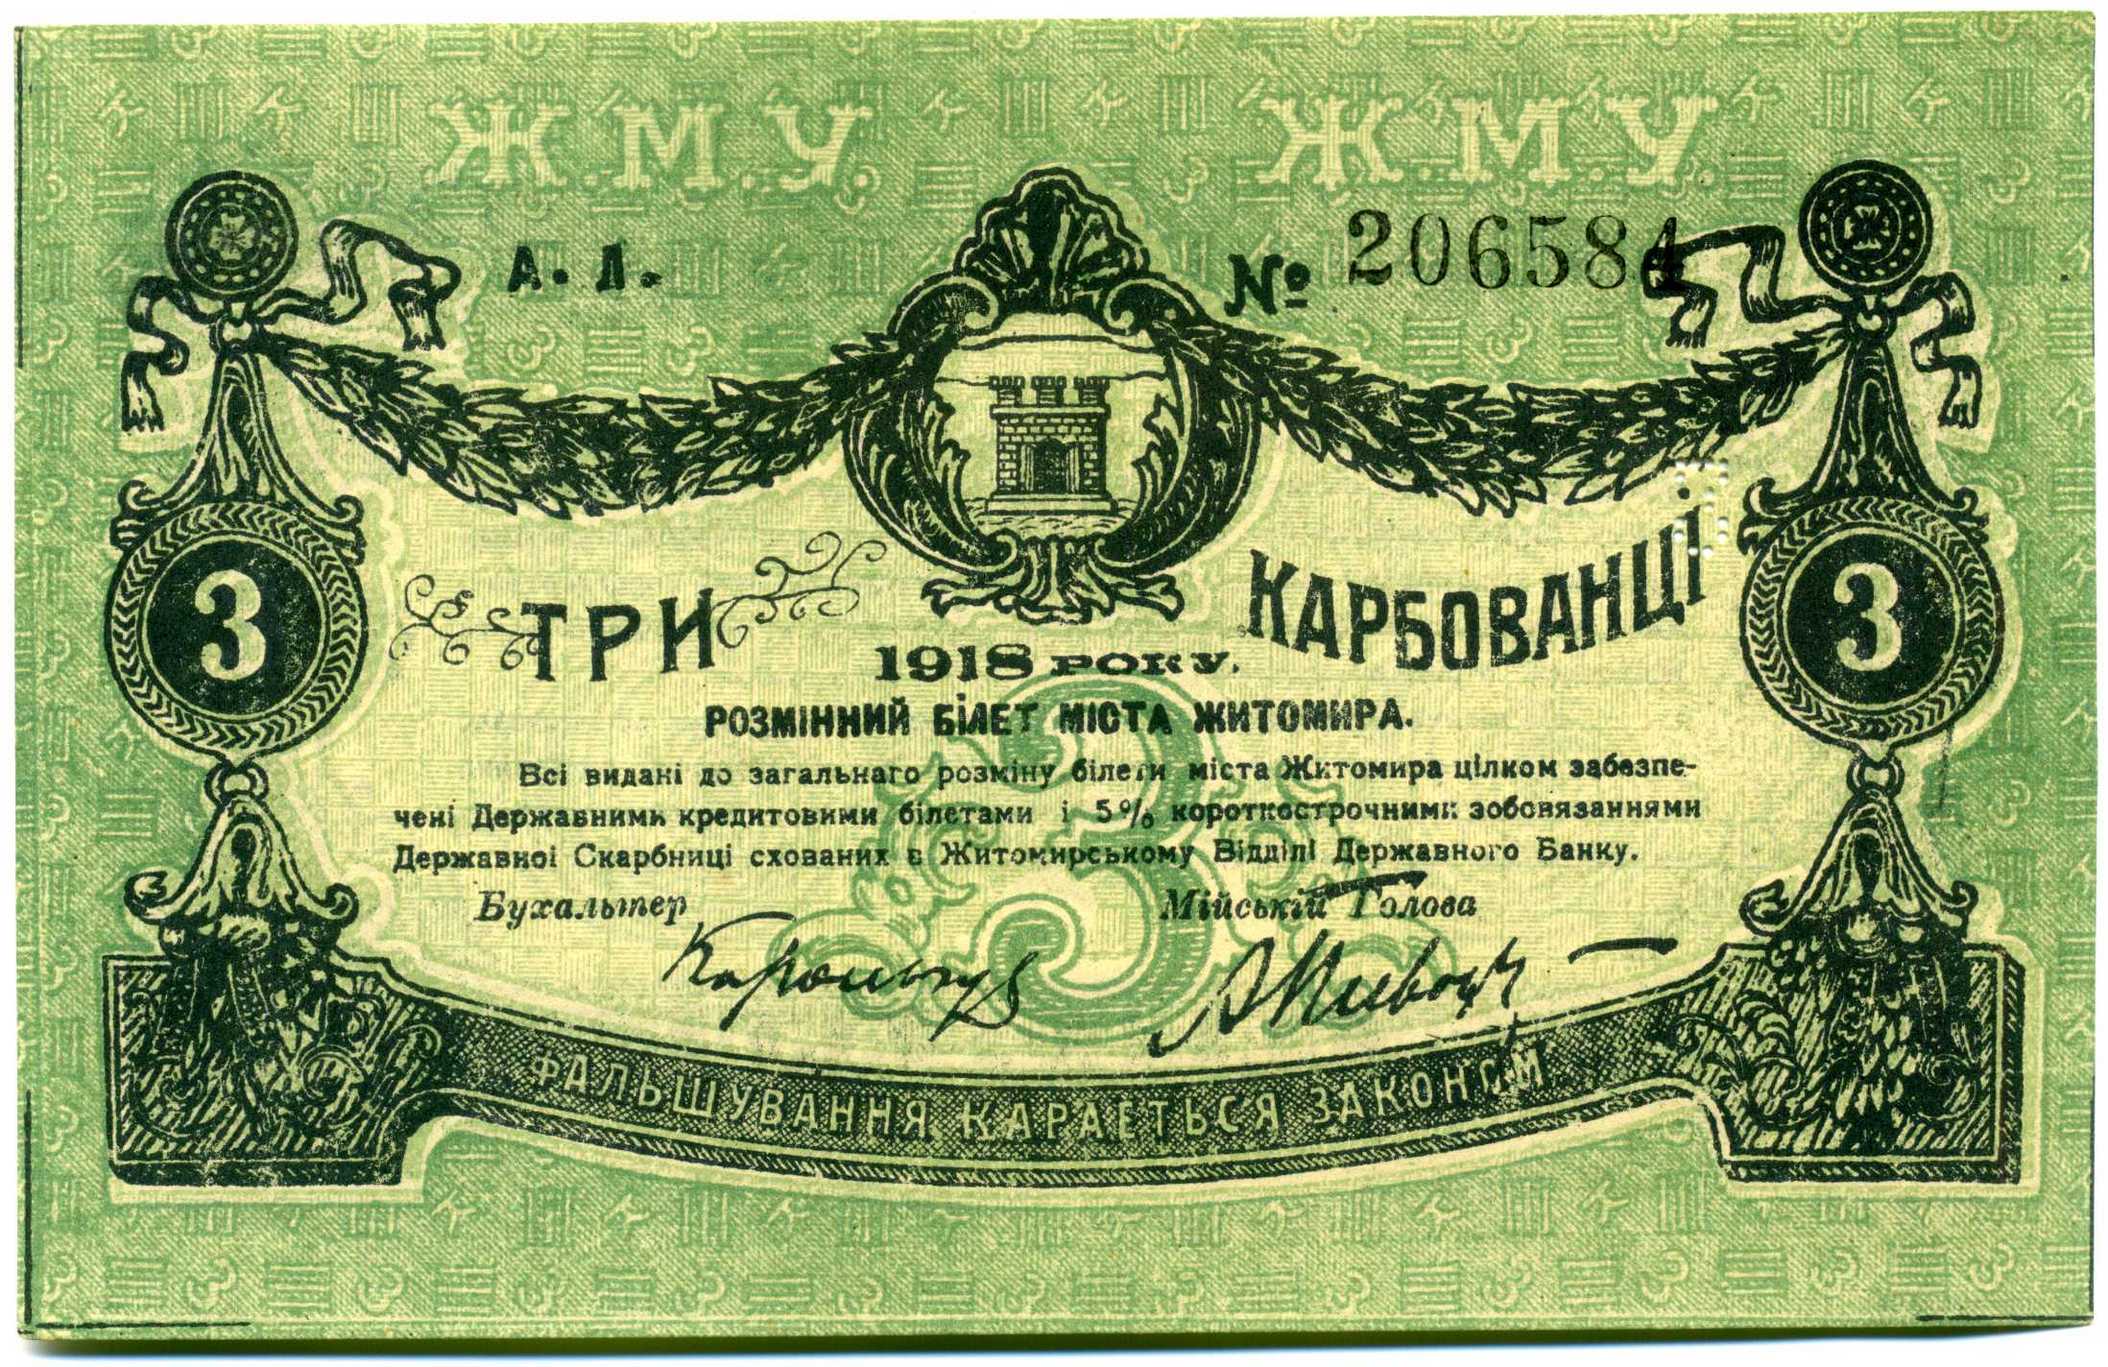 Ж.М.У. Ж.М.У.
А. Д. № 206584
3 ТРИ КАРБОВАНЦІ 3
1918 РОКУ.
РОЗМІННИЙ БІЛЕТ МІСТА ЖИТОМИРА.
Всі видані до загальнаго розміну білети міста Житомира цілком забезпе-
чені Державними кредитовими білетами і 5% короткострочними зобовязаннями
Державної Скарбниці схованих в Житомирському Відділі Державного Банку.
Бухальтер Мійський Голова
3
ФАЛЬШУВАННЯ КАРАЕТЬСЯ ЗАКОНОМ